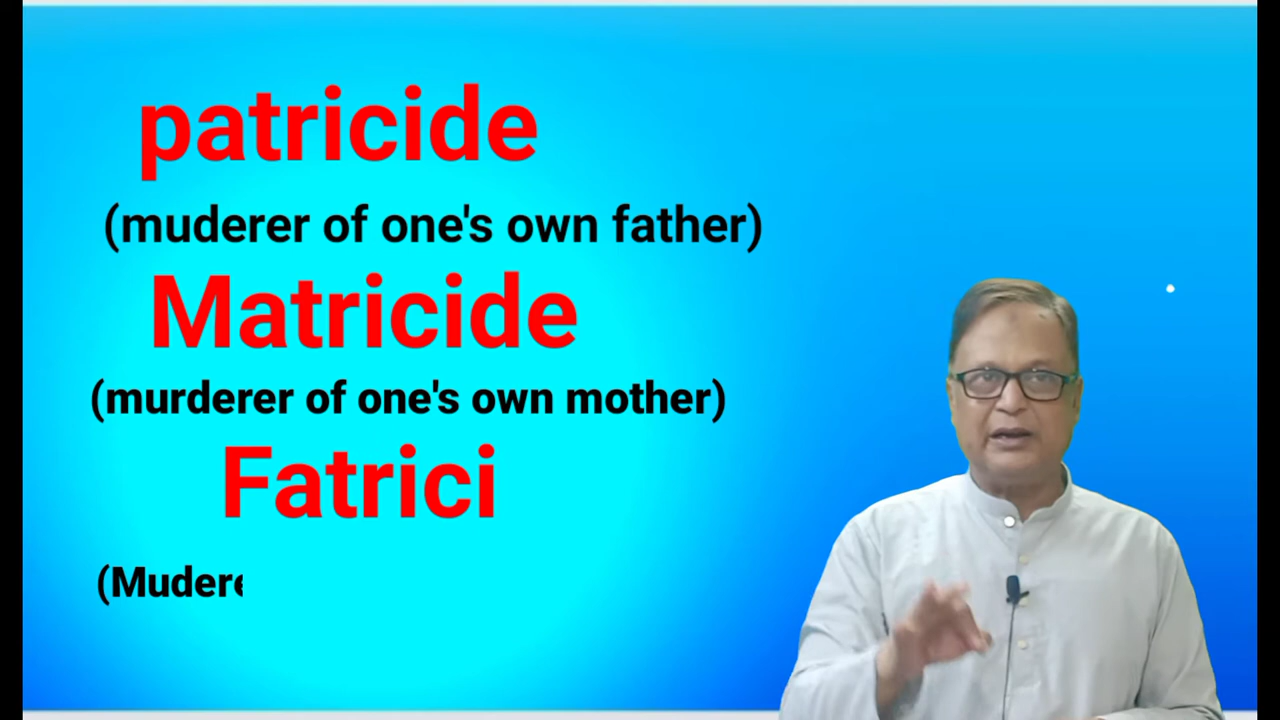 patricide
(muderer of one's own father)
Matricide
(murderer of one's own mother)
Fatrici
(Mudere